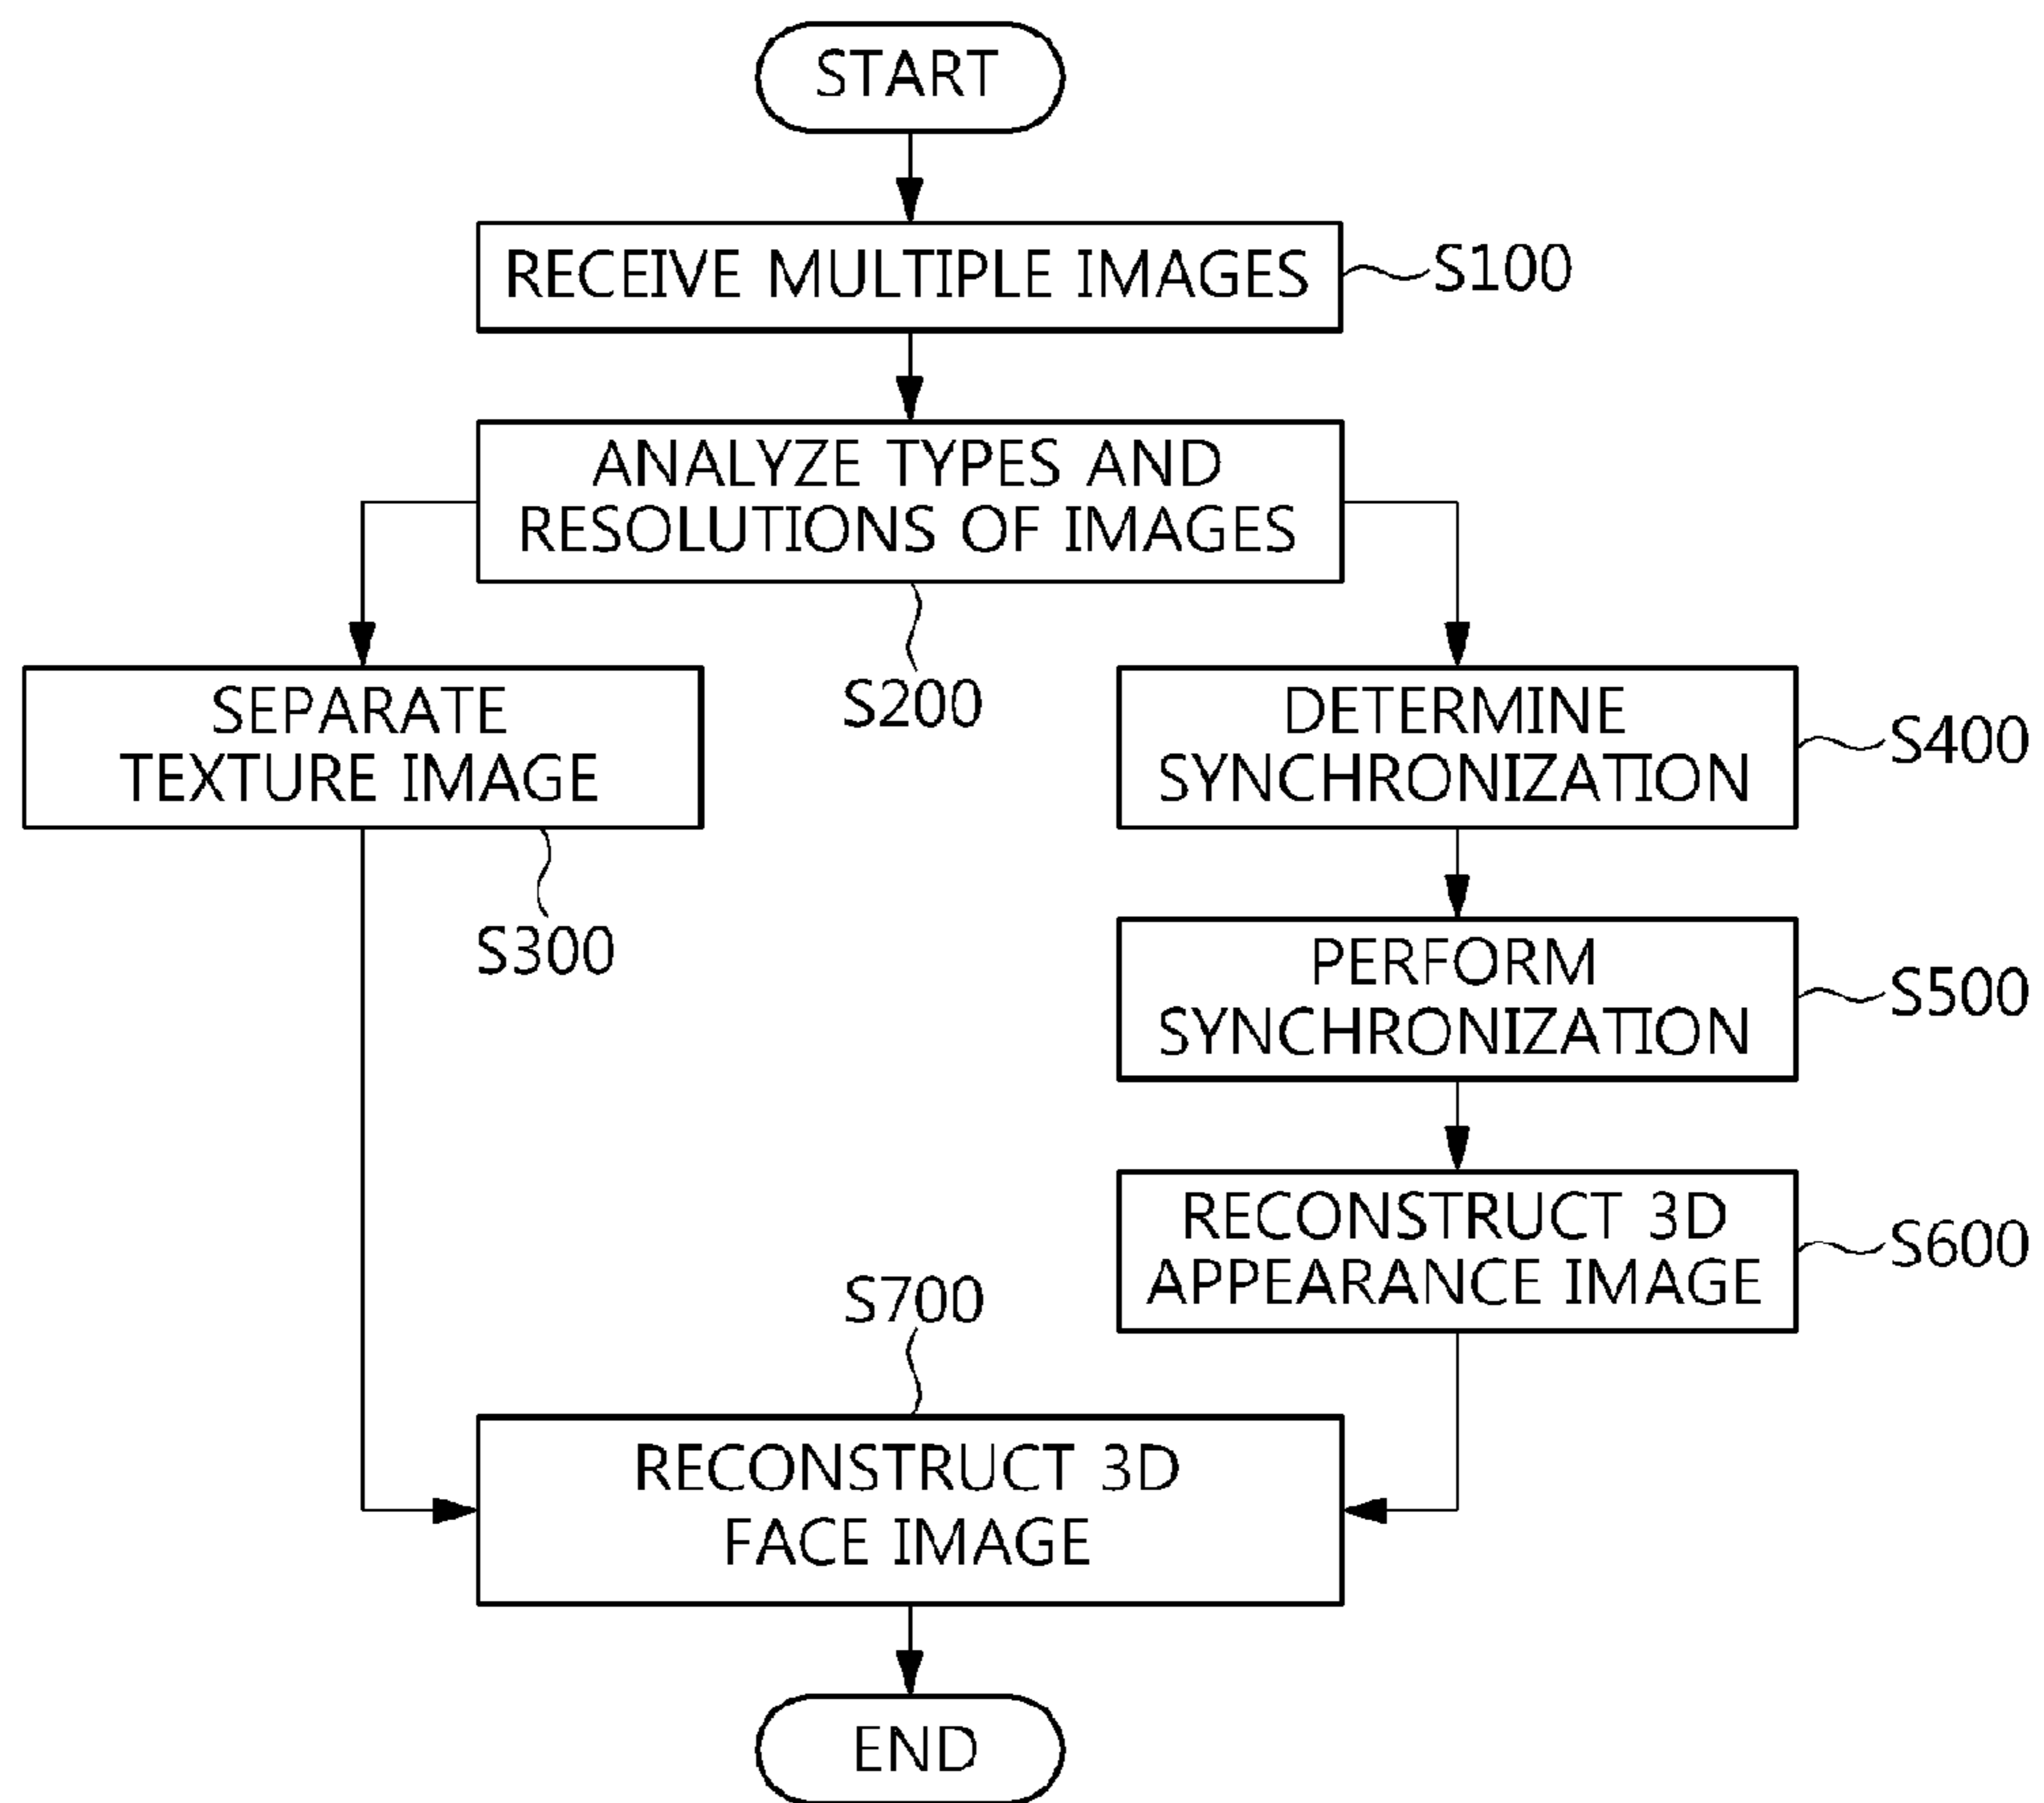 START
RECEIVE MULTIPLE IMAGES
S100
ANALYZE TYPES AND
RESOLUTIONS OF IMAGES
S200
SEPARATE
TEXTURE IMAGE
S300
DETERMINE
SYNCHRONIZATION
S400
PERFORM
SYNCHRONIZATION
S500
RECONSTRUCT 3D
APPEARANCE IMAGE
S600
S700
RECONSTRUCT 3D
FACE IMAGE
END